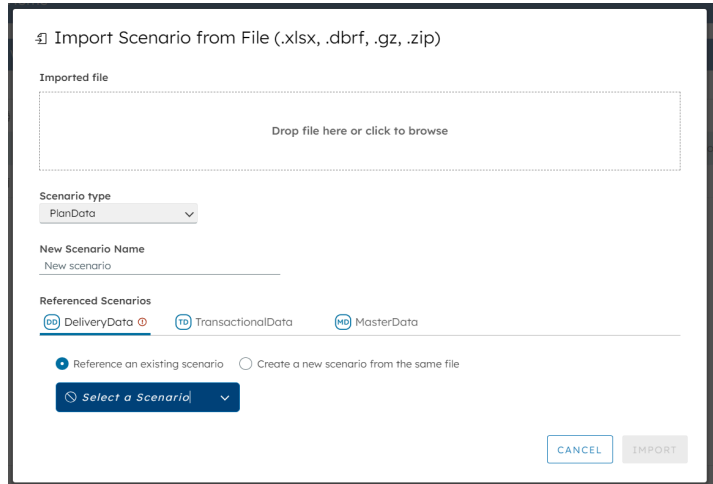 Import Scenario from File (.xlsx, .dbrf, .gz, .zip)
Imported file
Drop file here or click to browse
Scenario type
PlanData
New Scenario Name
New scenario
Referenced Scenarios
DD DeliveryData TD TransactionalData MD MasterData
Reference an existing scenario Create a new scenario from the same file
Select a Scenario
CANCEL IMPORT